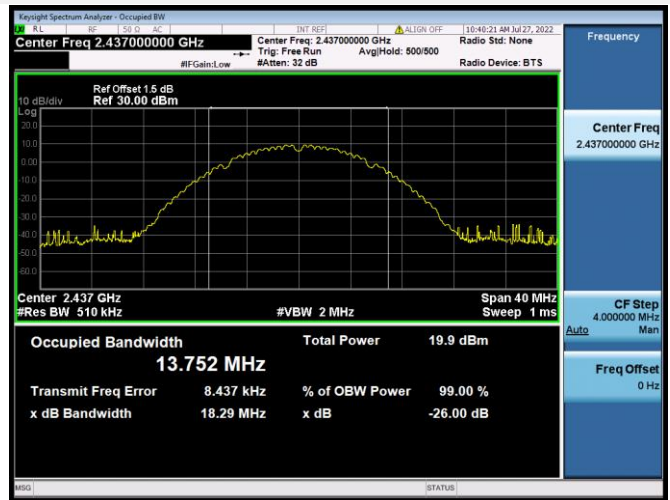 Keysight Spectrum Analyzer - Occupied BW
RL RF 50 Ω AC INT REF ALIGN OFF 10:40:21 AM Jul 27, 2022
Center Freq 2.437000000 GHz
Center Freq: 2.437000000 GHz Radio Std: None
Trig: Free Run Avg|Hold: 500/500
#IFGain:Low #Atten: 32 dB Radio Device: BTS
Frequency
Ref Offset 1.5 dB
10 dB/div Ref 30.00 dBm
Log
20.0
10.0
0.00
-10.0
-20.0
-30.0
-40.0
-50.0
-60.0
Center 2.437 GHz Span 40 MHz
#Res BW 510 kHz #VBW 2 MHz Sweep 1 ms
Occupied Bandwidth Total Power 19.9 dBm
13.752 MHz
Transmit Freq Error 8.437 kHz % of OBW Power 99.00 %
x dB Bandwidth 18.29 MHz x dB -26.00 dB
Center Freq
2.437000000 GHz
CF Step
4.000000 MHz
Auto Man
Freq Offset
0 Hz
MSG STATUS